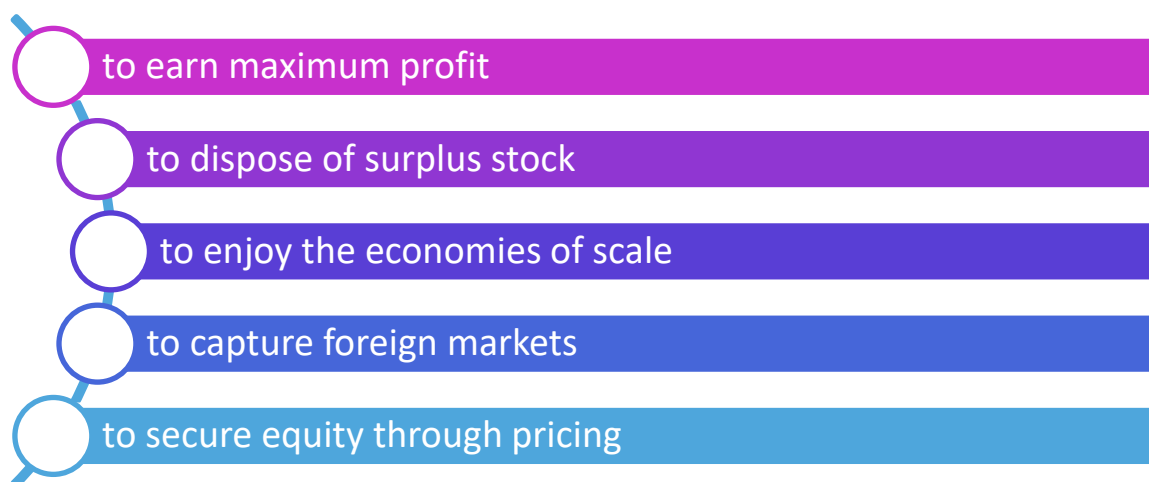 to earn maximum profit
to dispose of surplus stock
to enjoy the economies of scale
to capture foreign markets
to secure equity through pricing